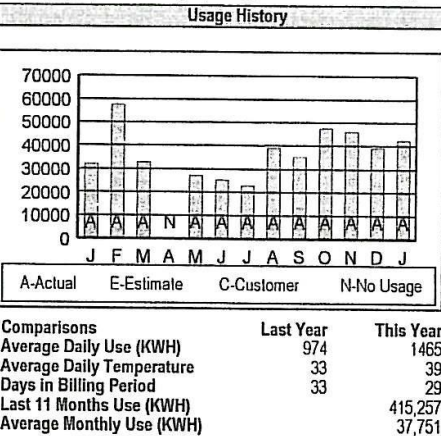 Usage History
70000
60000
50000
40000
30000
20000
10000
0
A A A N A A A A A A A A A
J F M A M J J A S O N D J
A-Actual E-Estimate C-Customer N-No Usage
Comparisons Last Year This Year
Average Daily Use (KWH) 974 1465
Average Daily Temperature 33 39
Days in Billing Period 33 29
Last 11 Months Use (KWH) 415,257
Average Monthly Use (KWH) 37,751